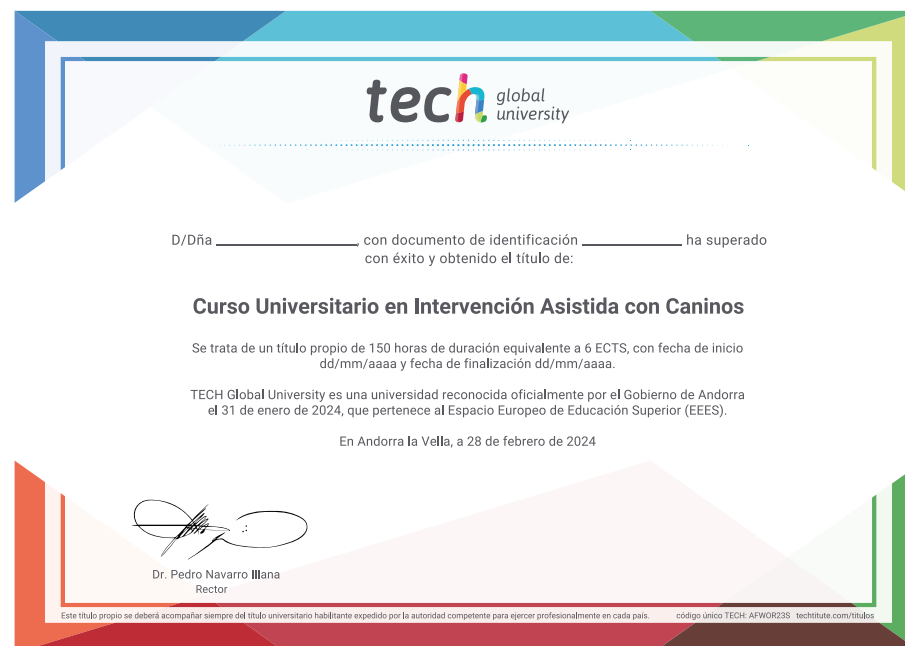 tech global university
D/Dña ________________, con documento de identificación ____________ ha superado
con éxito y obtenido el título de:
Curso Universitario en Intervención Asistida con Caninos
Se trata de un título propio de 150 horas de duración equivalente a 6 ECTS, con fecha de inicio
dd/mm/aaaa y fecha de finalización dd/mm/aaaa.
TECH Global University es una universidad reconocida oficialmente por el Gobierno de Andorra
el 31 de enero de 2024, que pertenece al Espacio Europeo de Educación Superior (EEES).
En Andorra la Vella, a 28 de febrero de 2024
Dr. Pedro Navarro Illana
Rector
Este título propio se deberá acompañar siempre del título universitario habilitante expedido por la autoridad competente para ejercer profesionalmente en cada país. código único TECH: AFWOR23S techtitute.com/titulos